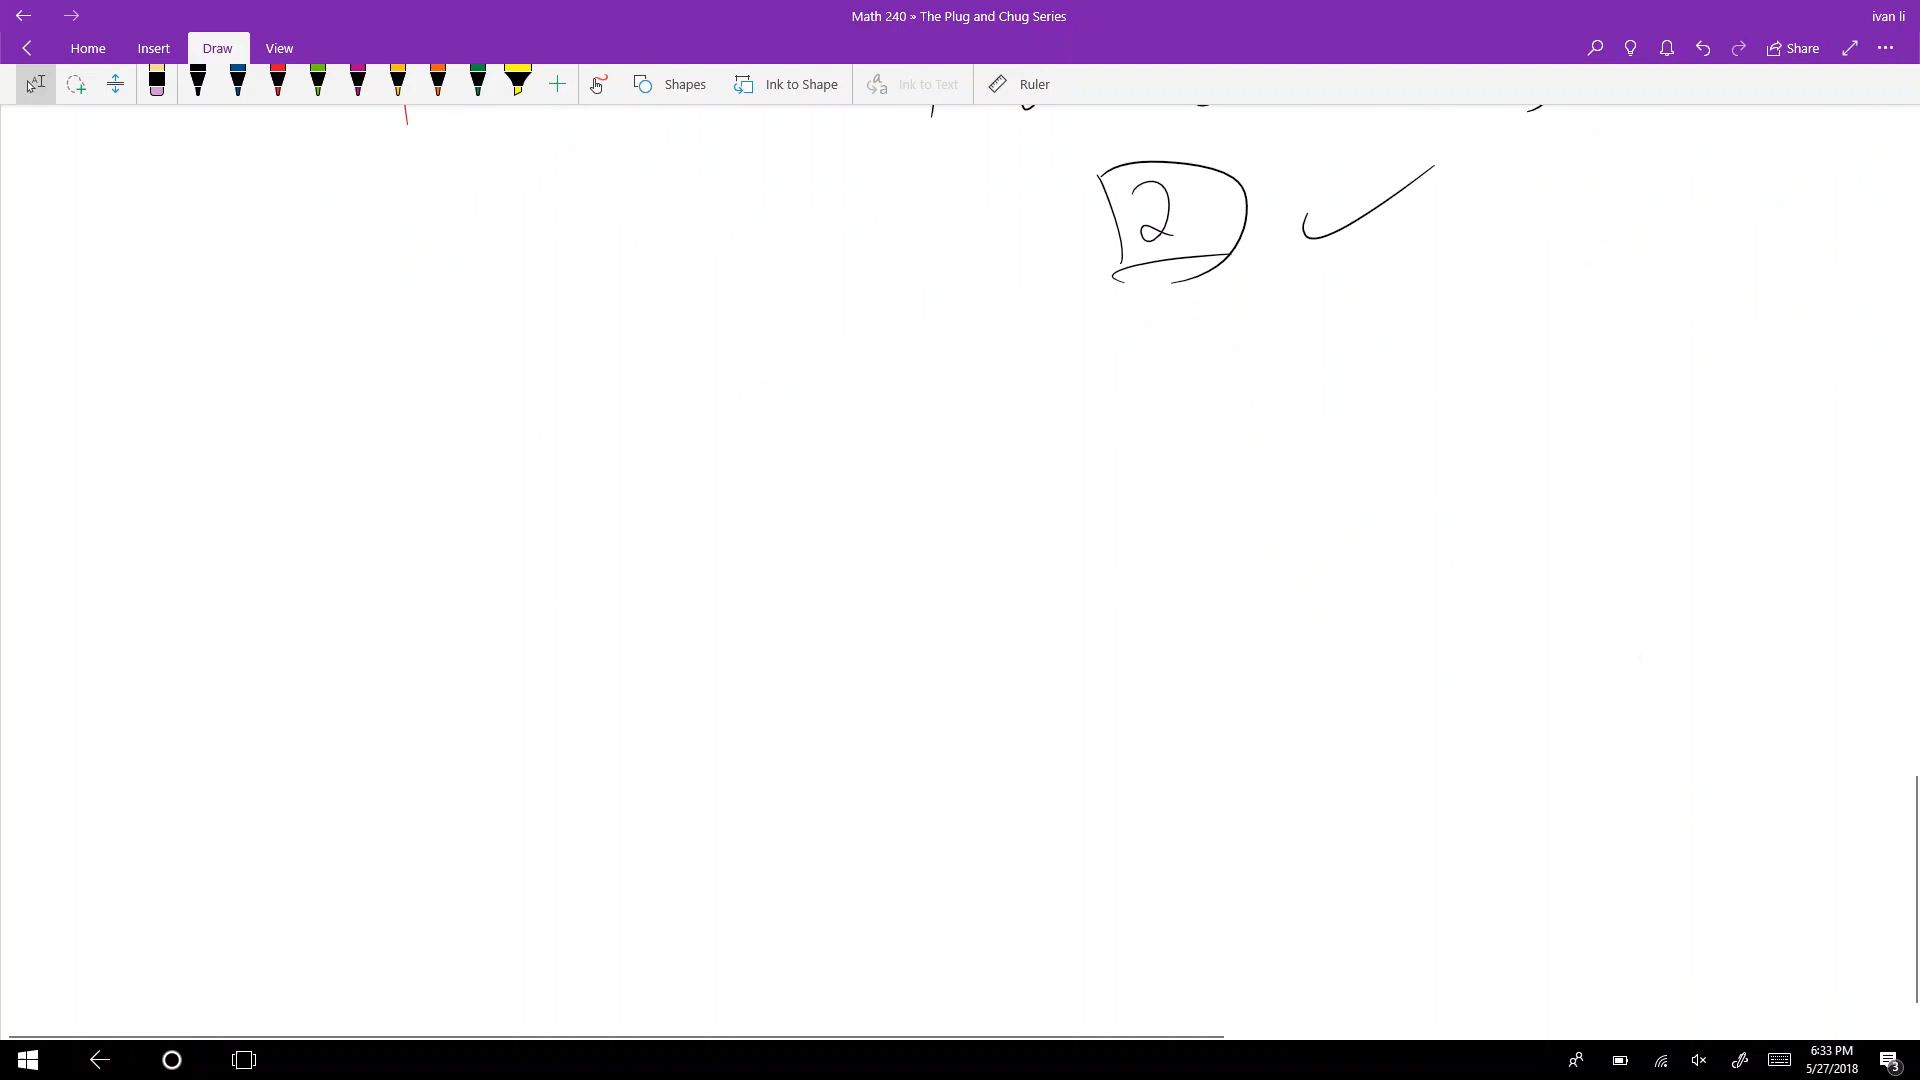 Math 240 » The Plug and Chug Series
ivan li
Home Insert Draw View
Share
Shapes Ink to Shape Ink to Text Ruler
2
6:33 PM
5/27/2018
3